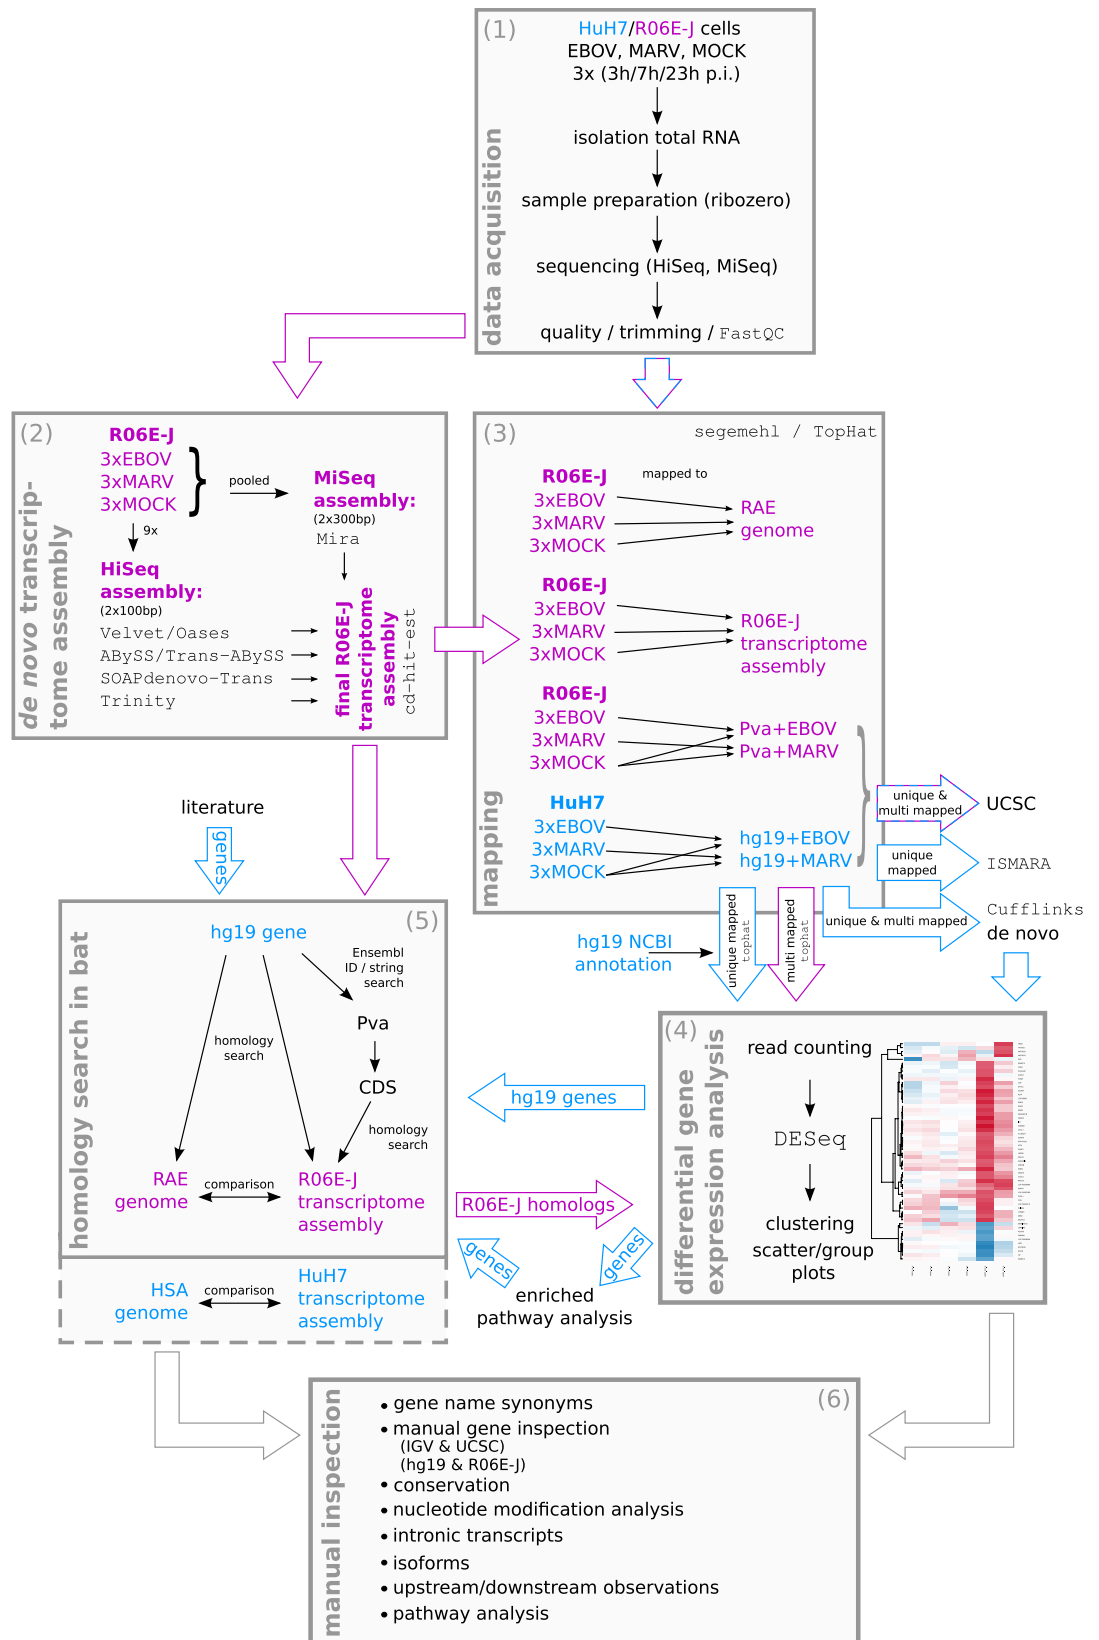 (1)
HuH7/R06E-J cells
EBOV, MARV, MOCK
3x (3h/7h/23h p.i.)
isolation total RNA
sample preparation (ribozero)
sequencing (HiSeq, MiSeq)
quality / trimming / FastQC
data acquisition
(2)
R06E-J
3xEBOV
3xMARV
3xMOCK
pooled
9x
MiSeq
assembly:
(2x300bp)
Mira
HiSeq
assembly:
(2x100bp)
Velvet/Oases
ABySS/Trans-ABySS
SOAPdenovo-Trans
Trinity
final R06E-J
transcriptome
assembly
cd-hit-est
de novo transcrip-
tome assembly
(3)
segemehl / TopHat
mapped to
R06E-J
3xEBOV
3xMARV
3xMOCK
RAE
genome
R06E-J
3xEBOV
3xMARV
3xMOCK
R06E-J
transcriptome
assembly
R06E-J
3xEBOV
3xMARV
3xMOCK
Pva+EBOV
Pva+MARV
HuH7
3xEBOV
3xMARV
3xMOCK
hg19+EBOV
hg19+MARV
mapping
unique &
multi mapped
UCSC
unique
mapped
ISMARA
unique & multi mapped
Cufflinks
de novo
hg19 NCBI
annotation
unique mapped
tophat
multi mapped
tophat
literature
genes
(5)
hg19 gene
Ensembl
ID / string
search
Pva
CDS
homology
search
homology
search
RAE
genome
comparison
R06E-J
transcriptome
assembly
homology search in bat
HSA
genome
comparison
HuH7
transcriptome
assembly
hg19 genes
R06E-J homologs
genes
genes
enriched
pathway analysis
(4)
read counting
DESeq
clustering
scatter/group
plots
differential gene
expression analysis
(6)
manual inspection
• gene name synonyms
• manual gene inspection
(IGV & UCSC)
(hg19 & R06E-J)
• conservation
• nucleotide modification analysis
• intronic transcripts
• isoforms
• upstream/downstream observations
• pathway analysis